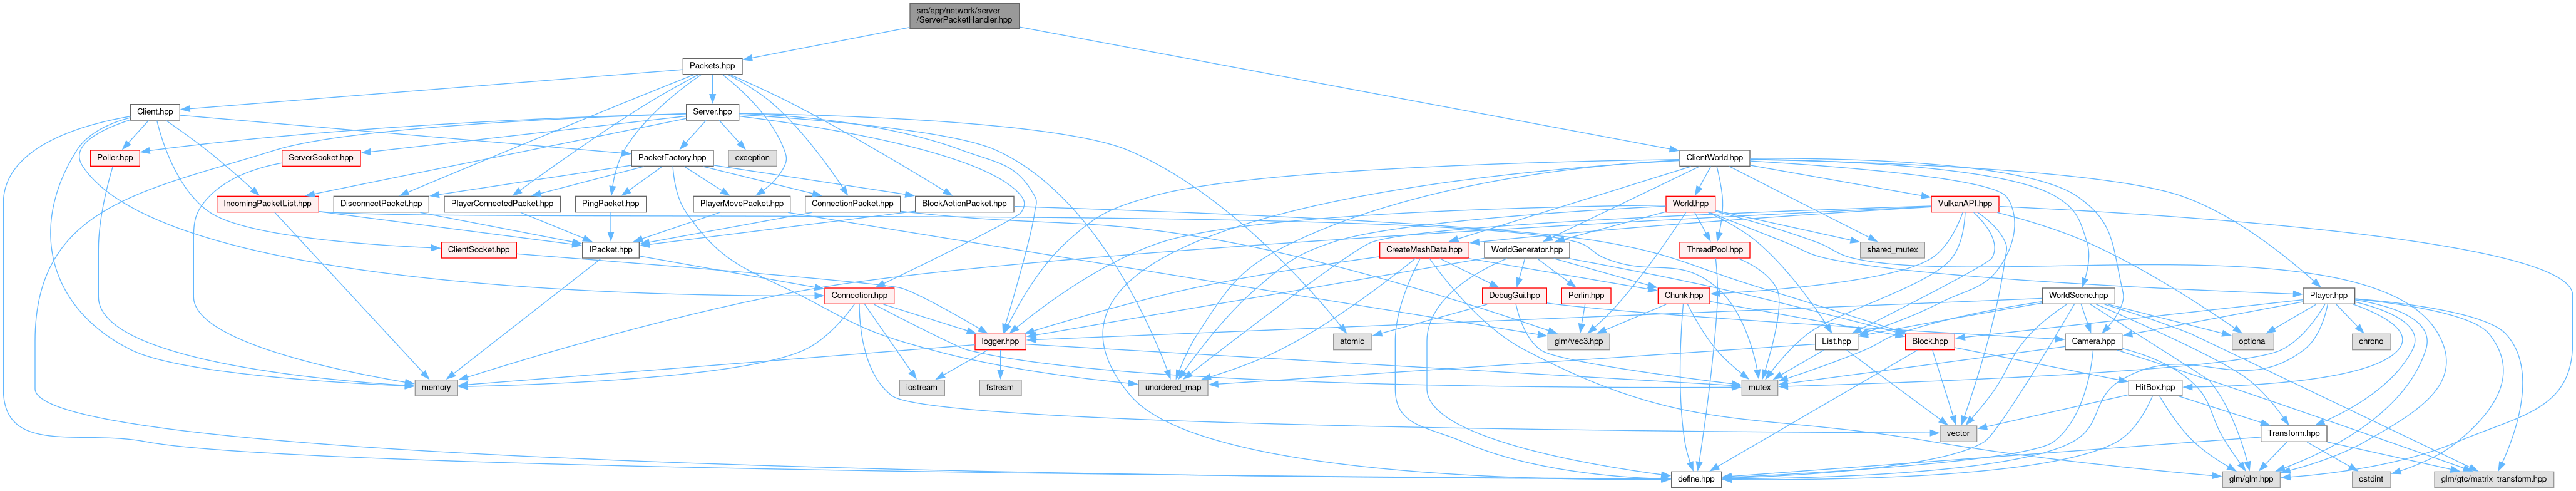 src/app/network/server
/ServerPacketHandler.hpp
Packets.hpp
Client.hpp
Server.hpp
Poller.hpp
ServerSocket.hpp
PacketFactory.hpp
exception
ClientWorld.hpp
IncomingPacketList.hpp
DisconnectPacket.hpp
PlayerConnectedPacket.hpp
PingPacket.hpp
PlayerMovePacket.hpp
ConnectionPacket.hpp
BlockActionPacket.hpp
World.hpp
VulkanAPI.hpp
ClientSocket.hpp
IPacket.hpp
CreateMeshData.hpp
WorldGenerator.hpp
ThreadPool.hpp
shared_mutex
Connection.hpp
DebugGui.hpp
Perlin.hpp
Chunk.hpp
WorldScene.hpp
Player.hpp
logger.hpp
atomic
glm/vec3.hpp
List.hpp
Block.hpp
Camera.hpp
optional
chrono
memory
iostream
fstream
unordered_map
mutex
HitBox.hpp
vector
Transform.hpp
define.hpp
glm/glm.hpp
cstdint
glm/gtc/matrix_transform.hpp